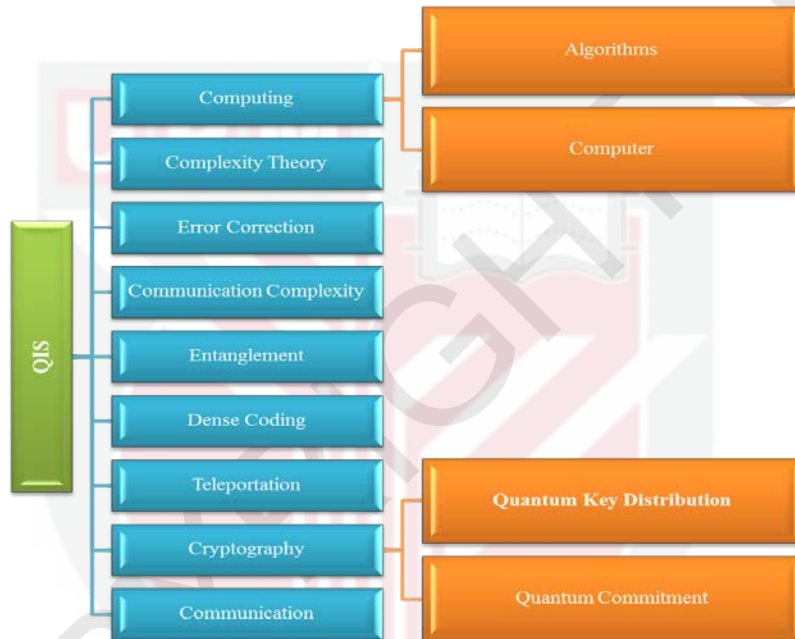 QIS
Computing
Complexity Theory
Error Correction
Communication Complexity
Entanglement
Dense Coding
Teleportation
Cryptography
Communication
Algorithms
Computer
Quantum Key Distribution
Quantum Commitment